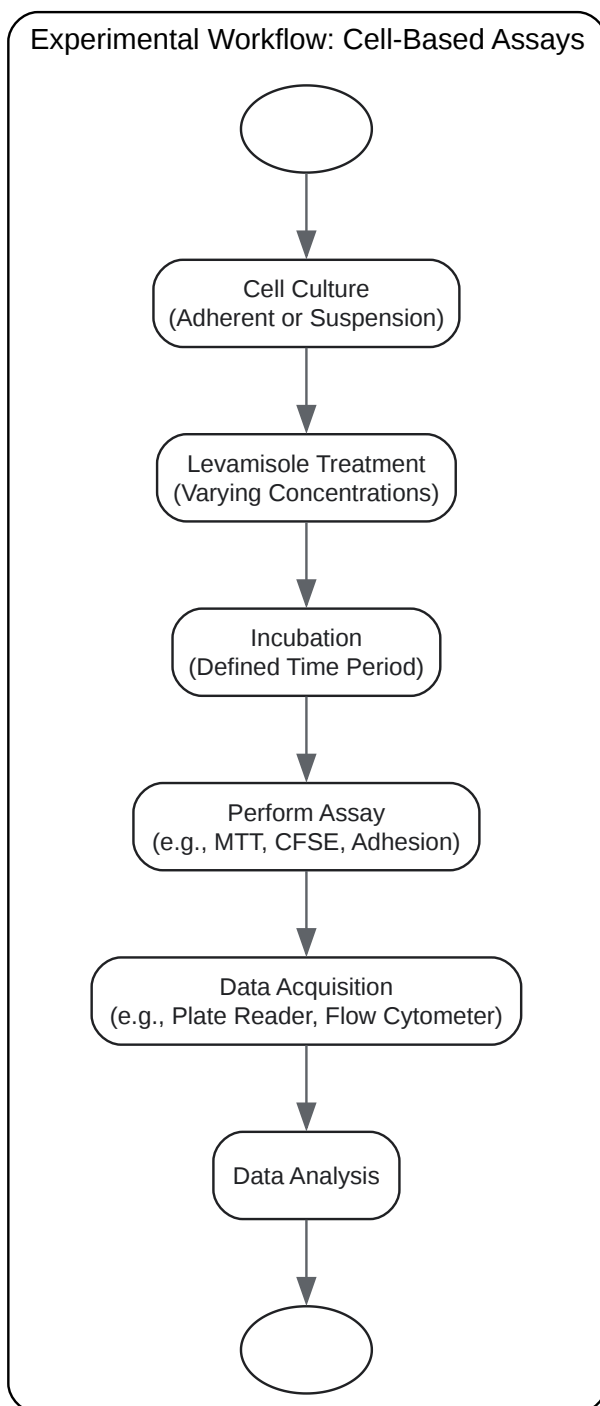 Experimental Workflow: Cell-Based Assays
Cell Culture
(Adherent or Suspension)
Levamisole Treatment
(Varying Concentrations)
Incubation
(Defined Time Period)
Perform Assay
(e.g., MTT, CFSE, Adhesion)
Data Acquisition
(e.g., Plate Reader, Flow Cytometer)
Data Analysis